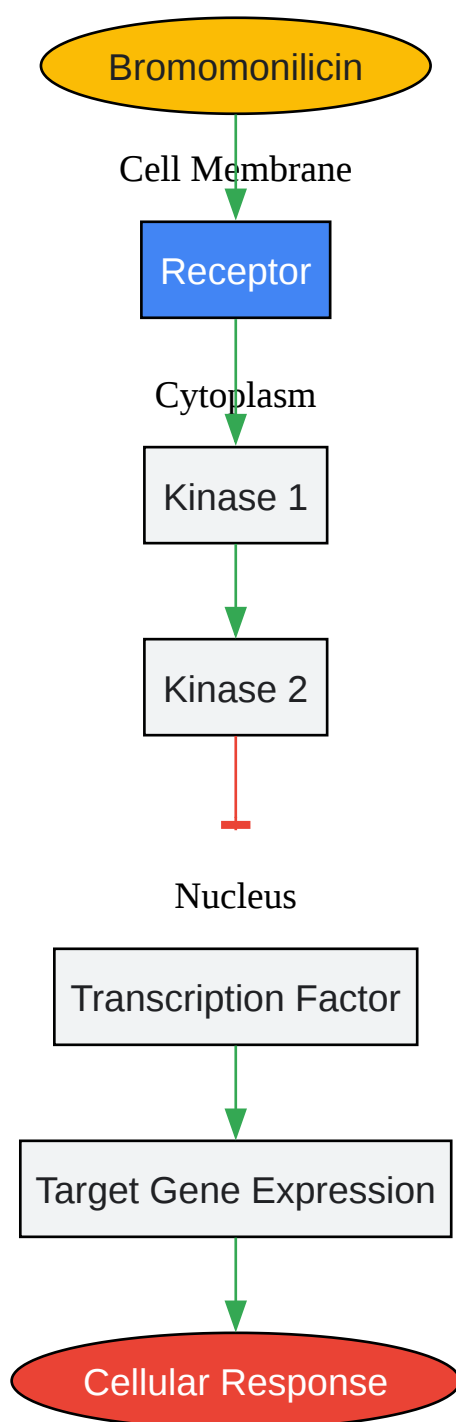 Bromomonilicin
Cell Membrane
Receptor
Cytoplasm
Kinase 1
Kinase 2
Nucleus
Transcription Factor
Target Gene Expression
Cellular Response